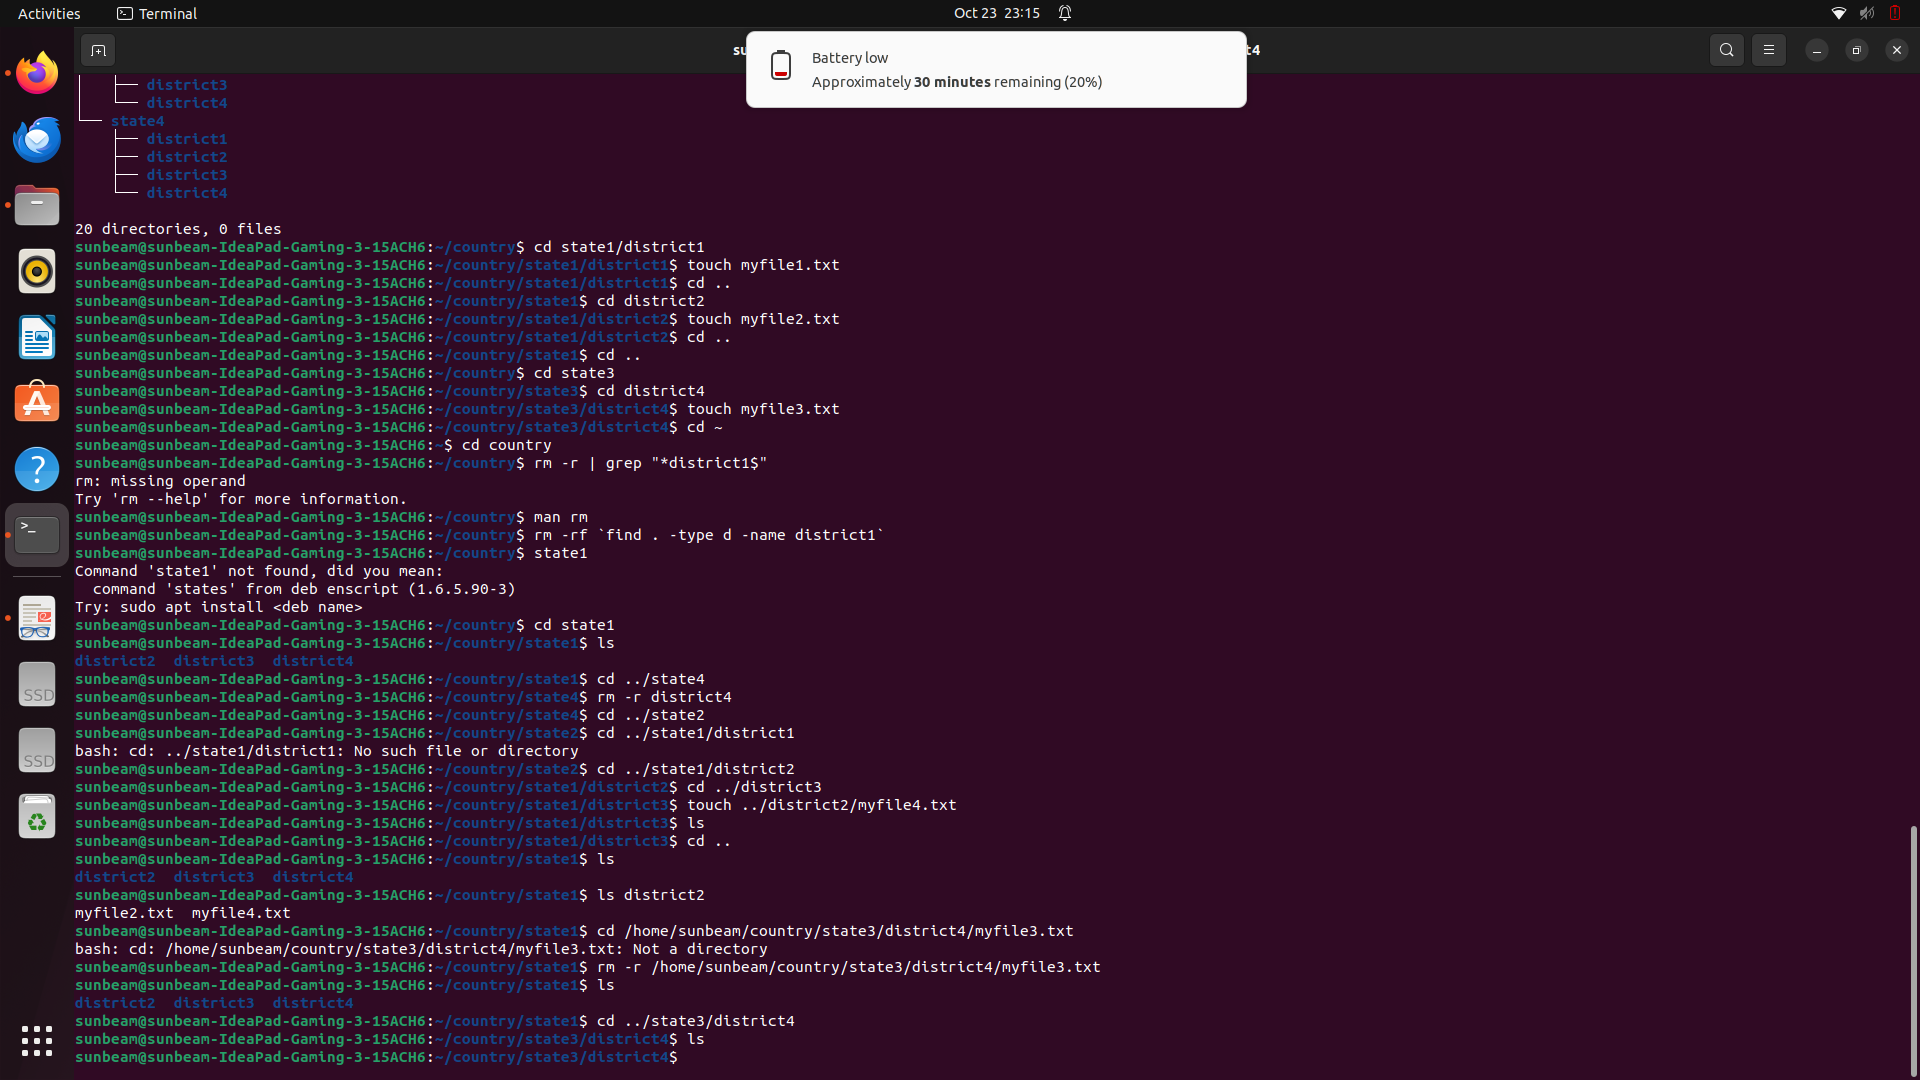 Activities
Terminal
Oct 23 23:15
su
t4
Battery low
Approximately 30 minutes remaining (20%)
district3
district4
state4
district1
district2
district3
district4
20 directories, 0 files
sunbeam@sunbeam-IdeaPad-Gaming-3-15ACH6:~/country$ cd state1/district1
sunbeam@sunbeam-IdeaPad-Gaming-3-15ACH6:~/country/state1/district1$ touch myfile1.txt
sunbeam@sunbeam-IdeaPad-Gaming-3-15ACH6:~/country/state1/district1$ cd ..
sunbeam@sunbeam-IdeaPad-Gaming-3-15ACH6:~/country/state1$ cd district2
sunbeam@sunbeam-IdeaPad-Gaming-3-15ACH6:~/country/state1/district2$ touch myfile2.txt
sunbeam@sunbeam-IdeaPad-Gaming-3-15ACH6:~/country/state1/district2$ cd ..
sunbeam@sunbeam-IdeaPad-Gaming-3-15ACH6:~/country/state1$ cd ..
sunbeam@sunbeam-IdeaPad-Gaming-3-15ACH6:~/country$ cd state3
sunbeam@sunbeam-IdeaPad-Gaming-3-15ACH6:~/country/state3$ cd district4
sunbeam@sunbeam-IdeaPad-Gaming-3-15ACH6:~/country/state3/district4$ touch myfile3.txt
sunbeam@sunbeam-IdeaPad-Gaming-3-15ACH6:~/country/state3/district4$ cd ~
sunbeam@sunbeam-IdeaPad-Gaming-3-15ACH6:~$ cd country
sunbeam@sunbeam-IdeaPad-Gaming-3-15ACH6:~/country$ rm -r | grep "*district1$"
rm: missing operand
Try 'rm --help' for more information.
sunbeam@sunbeam-IdeaPad-Gaming-3-15ACH6:~/country$ man rm
sunbeam@sunbeam-IdeaPad-Gaming-3-15ACH6:~/country$ rm -rf `find . -type d -name district1`
sunbeam@sunbeam-IdeaPad-Gaming-3-15ACH6:~/country$ state1
Command 'state1' not found, did you mean:
command 'states' from deb enscript (1.6.5.90-3)
Try: sudo apt install <deb name>
sunbeam@sunbeam-IdeaPad-Gaming-3-15ACH6:~/country$ cd state1
sunbeam@sunbeam-IdeaPad-Gaming-3-15ACH6:~/country/state1$ ls
district2 district3 district4
sunbeam@sunbeam-IdeaPad-Gaming-3-15ACH6:~/country/state1$ cd ../state4
sunbeam@sunbeam-IdeaPad-Gaming-3-15ACH6:~/country/state4$ rm -r district4
sunbeam@sunbeam-IdeaPad-Gaming-3-15ACH6:~/country/state4$ cd ../state2
sunbeam@sunbeam-IdeaPad-Gaming-3-15ACH6:~/country/state2$ cd ../state1/district1
bash: cd: ../state1/district1: No such file or directory
sunbeam@sunbeam-IdeaPad-Gaming-3-15ACH6:~/country/state2$ cd ../state1/district2
sunbeam@sunbeam-IdeaPad-Gaming-3-15ACH6:~/country/state1/district2$ cd ../district3
sunbeam@sunbeam-IdeaPad-Gaming-3-15ACH6:~/country/state1/district3$ touch ../district2/myfile4.txt
sunbeam@sunbeam-IdeaPad-Gaming-3-15ACH6:~/country/state1/district3$ ls
sunbeam@sunbeam-IdeaPad-Gaming-3-15ACH6:~/country/state1/district3$ cd ..
sunbeam@sunbeam-IdeaPad-Gaming-3-15ACH6:~/country/state1$ ls
district2 district3 district4
sunbeam@sunbeam-IdeaPad-Gaming-3-15ACH6:~/country/state1$ ls district2
myfile2.txt myfile4.txt
sunbeam@sunbeam-IdeaPad-Gaming-3-15ACH6:~/country/state1$ cd /home/sunbeam/country/state3/district4/myfile3.txt
bash: cd: /home/sunbeam/country/state3/district4/myfile3.txt: Not a directory
sunbeam@sunbeam-IdeaPad-Gaming-3-15ACH6:~/country/state1$ rm -r /home/sunbeam/country/state3/district4/myfile3.txt
sunbeam@sunbeam-IdeaPad-Gaming-3-15ACH6:~/country/state1$ ls
district2 district3 district4
sunbeam@sunbeam-IdeaPad-Gaming-3-15ACH6:~/country/state1$ cd ../state3/district4
sunbeam@sunbeam-IdeaPad-Gaming-3-15ACH6:~/country/state3/district4$ ls
sunbeam@sunbeam-IdeaPad-Gaming-3-15ACH6:~/country/state3/district4$
SSD
SSD